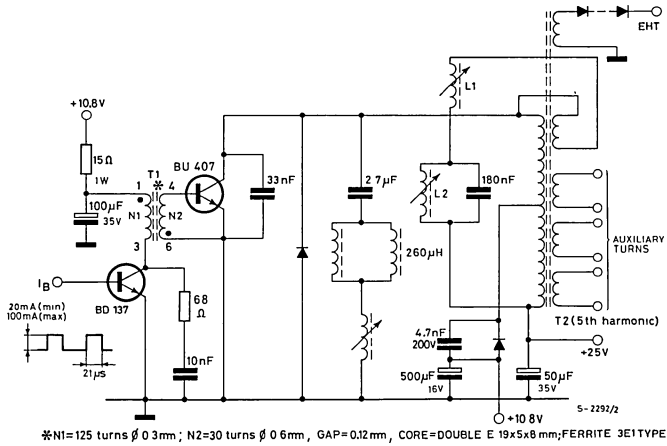 EHT
L1
+10.8V
15Ω
1W
T1
*
BU 407
1
4
N1
N2
3
6
100µF
35V
33nF
2 7µF
L2
180nF
260µH
AUXILIARY
TURNS
IB
BD 137
20mA(min)
100mA(max)
21µs
68
Ω
10nF
4.7nF
200V
500µF
16V
50µF
35V
T2(5th harmonic)
+25V
+10 8V
S-2292/2
*N1=125 turns Ø 0 3mm; N2=30 turns Ø 0 6mm, GAP=0.12mm, CORE=DOUBLE E 19x5x8 mm;FERRITE 3E1TYPE